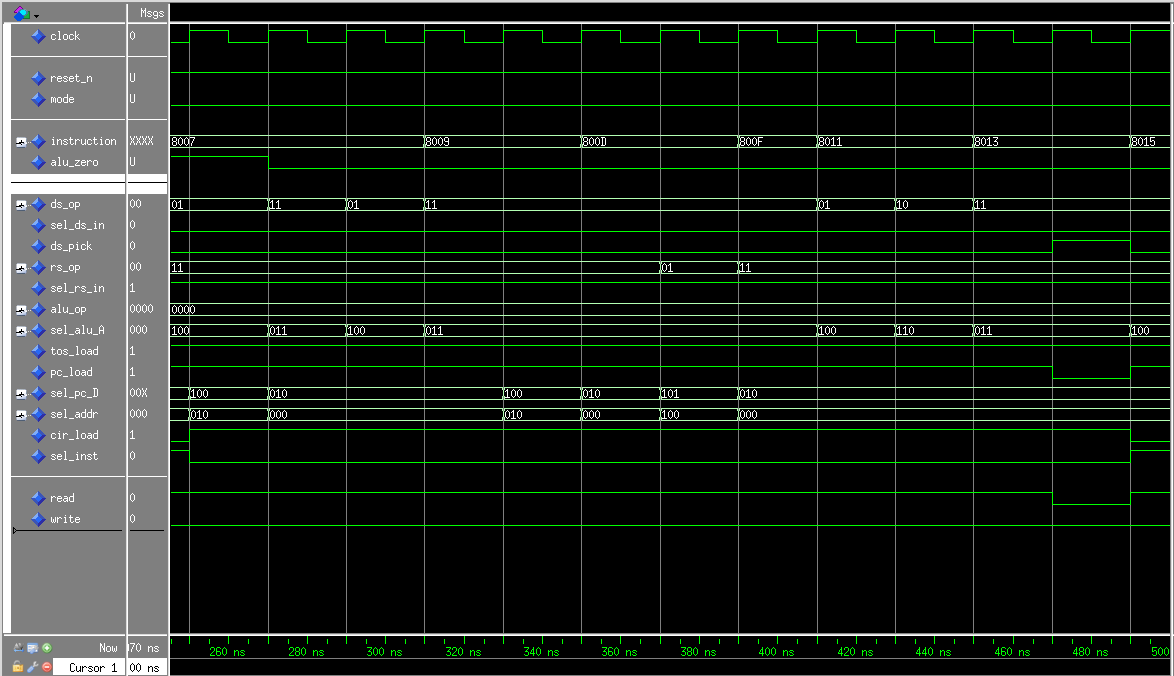 Msgs
clock 0
reset_n U
mode U
instruction XXXX 8007 8009 800D 800F 8011 8013 8015
alu_zero U
ds_op 00 01 11 01 11 01 10 11
sel_ds_in 0
ds_pick 0
rs_op 00 11 01 11
sel_rs_in 1
alu_op 0000 0000
sel_alu_A 000 100 011 100 011 100 110 011 100
tos_load 1
pc_load 1
sel_pc_D 00X 100 010 100 010 101 010
sel_addr 000 010 000 010 000 100 000
cir_load 1
sel_inst 0
read 0
write 0
Now 70 ns 260 ns 280 ns 300 ns 320 ns 340 ns 360 ns 380 ns 400 ns 420 ns 440 ns 460 ns 480 ns 500
Cursor 1 00 ns